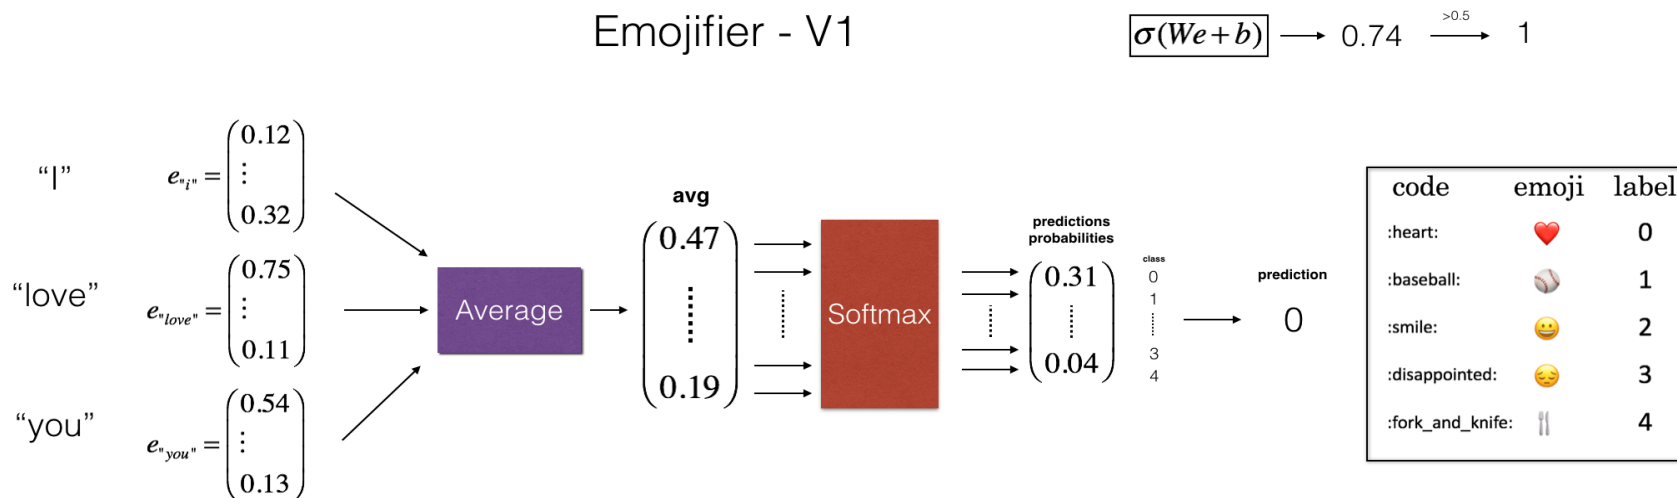 Emojifier - V1
σ(We+b) 0.74 >0.5 1
“I”
e"i" = 0.12 ⋮ 0.32
“love”
e"love" = 0.75 ⋮ 0.11
“you”
e"you" = 0.54 ⋮ 0.13
Average
avg
0.47
0.19
Softmax
predictions
probabilities
0.31
0.04
class
0
1
3
4
prediction
0
code emoji label
:heart: ❤️ 0
:baseball: ⚾ 1
:smile: 😀 2
:disappointed: 😔 3
:fork_and_knife: 🍴 4